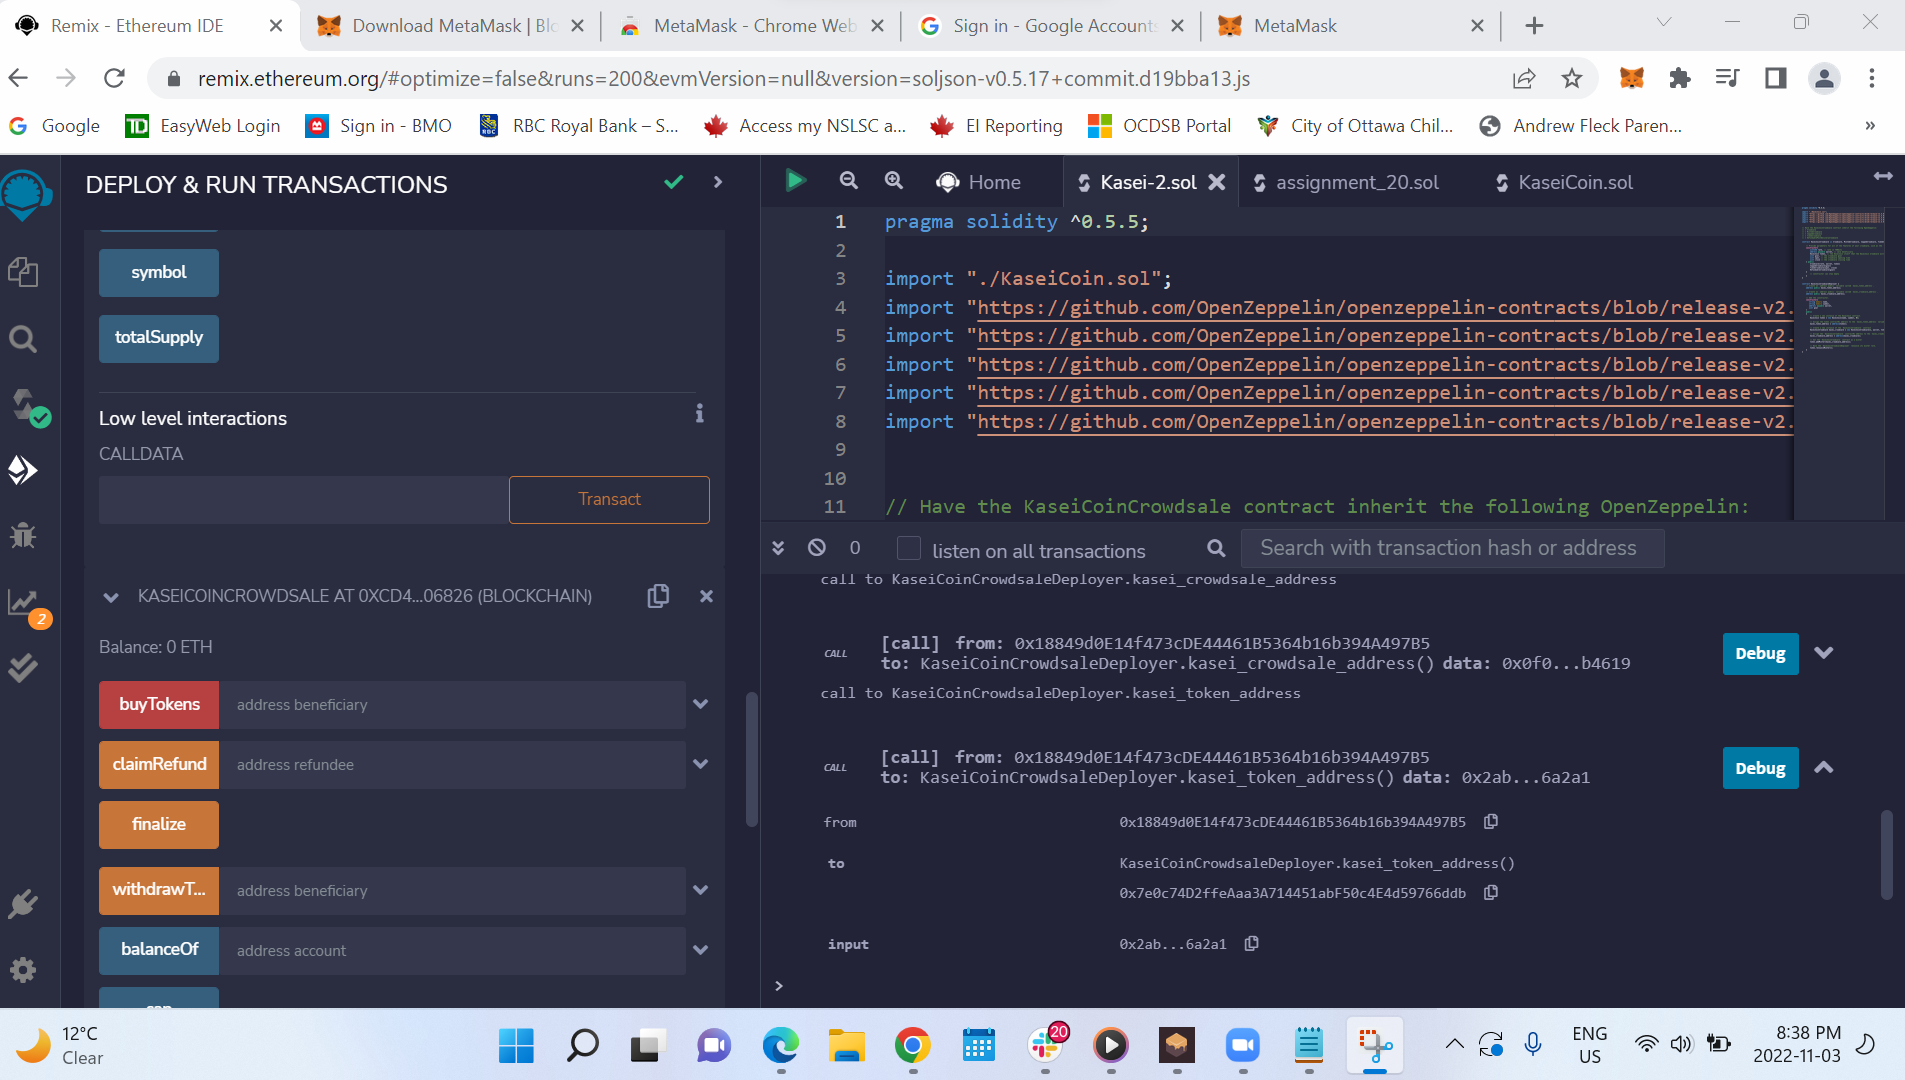 Remix - Ethereum IDE
Download MetaMask | Blo
MetaMask - Chrome Web
Sign in - Google Accounts
MetaMask
remix.ethereum.org/#optimize=false&runs=200&evmVersion=null&version=soljson-v0.5.17+commit.d19bba13.js
Google
EasyWeb Login
Sign in - BMO
RBC Royal Bank – S...
Access my NSLSC a...
EI Reporting
OCDSB Portal
City of Ottawa Chil...
Andrew Fleck Paren...
»
DEPLOY & RUN TRANSACTIONS
symbol
totalSupply
Low level interactions
CALLDATA
Transact
KASEICOINCROWDSALE AT 0XCD4...06826 (BLOCKCHAIN)
Balance: 0 ETH
buyTokens address beneficiary
claimRefund address refundee
finalize
withdrawT... address beneficiary
balanceOf address account
2
Home
Kasei-2.sol
assignment_20.sol
KaseiCoin.sol
1 pragma solidity ^0.5.5;
2
3 import "./KaseiCoin.sol";
4 import "https://github.com/OpenZeppelin/openzeppelin-contracts/blob/release-v2.
5 import "https://github.com/OpenZeppelin/openzeppelin-contracts/blob/release-v2.
6 import "https://github.com/OpenZeppelin/openzeppelin-contracts/blob/release-v2.
7 import "https://github.com/OpenZeppelin/openzeppelin-contracts/blob/release-v2.
8 import "https://github.com/OpenZeppelin/openzeppelin-contracts/blob/release-v2.
9
10
11 // Have the KaseiCoinCrowdsale contract inherit the following OpenZeppelin:
0 listen on all transactions Search with transaction hash or address
call to KaseiCoinCrowdsaleDeployer.kasei_crowdsale_address
CALL [call] from: 0x18849d0E14f473cDE44461B5364b16b394A497B5
to: KaseiCoinCrowdsaleDeployer.kasei_crowdsale_address() data: 0x0f0...b4619
Debug
call to KaseiCoinCrowdsaleDeployer.kasei_token_address
CALL [call] from: 0x18849d0E14f473cDE44461B5364b16b394A497B5
to: KaseiCoinCrowdsaleDeployer.kasei_token_address() data: 0x2ab...6a2a1
Debug
from 0x18849d0E14f473cDE44461B5364b16b394A497B5
to KaseiCoinCrowdsaleDeployer.kasei_token_address()
0x7e0c74D2ffeAaa3A714451abF50c4E4d59766ddb
input 0x2ab...6a2a1
>
12°C
Clear
20
ENG
US
8:38 PM
2022-11-03